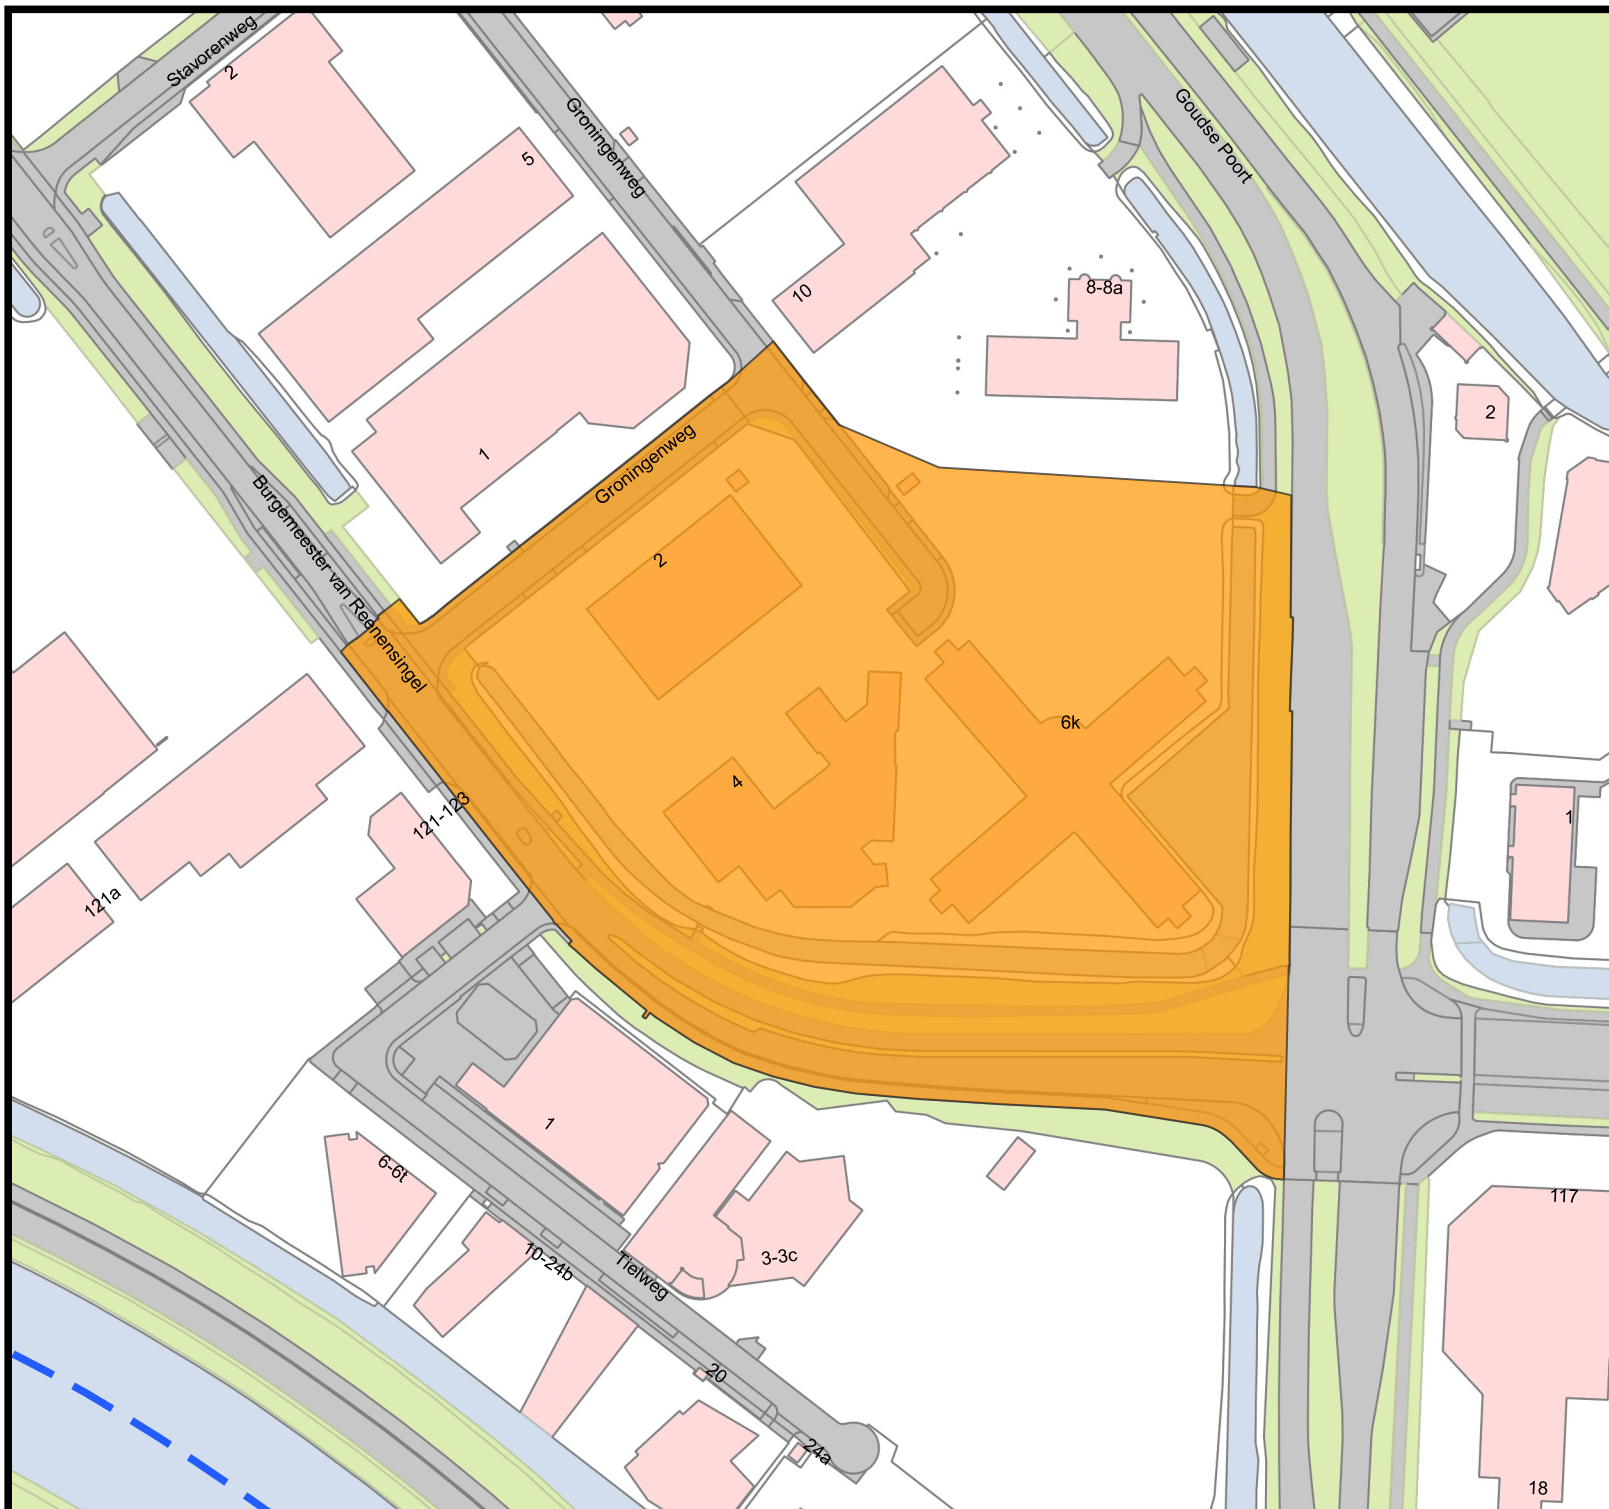 Stavorenweg
2
Groningenweg
Goudse Poort
5
10
8-8a
2
1
Groningenweg
Burgemeester van Reenensingel
2
6k
4
121-123
1
121a
1
6-6t
117
3-3c
10-24b
Tielweg
20
24a
18